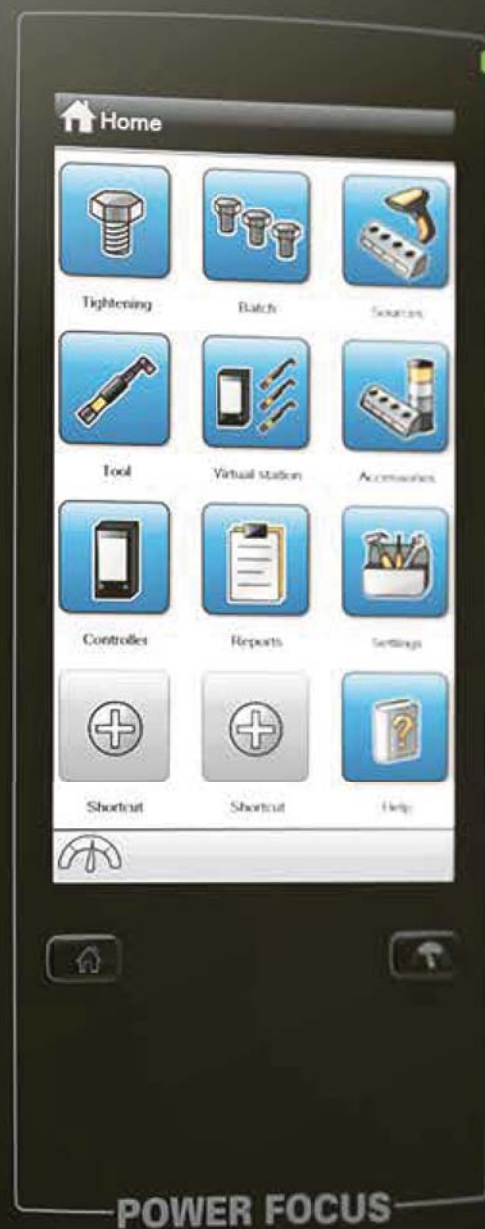 Home
Tightening Batch Sources
Tool Virtual station Accessories
Controller Reports Settings
Shortcut Shortcut Help
POWER FOCUS